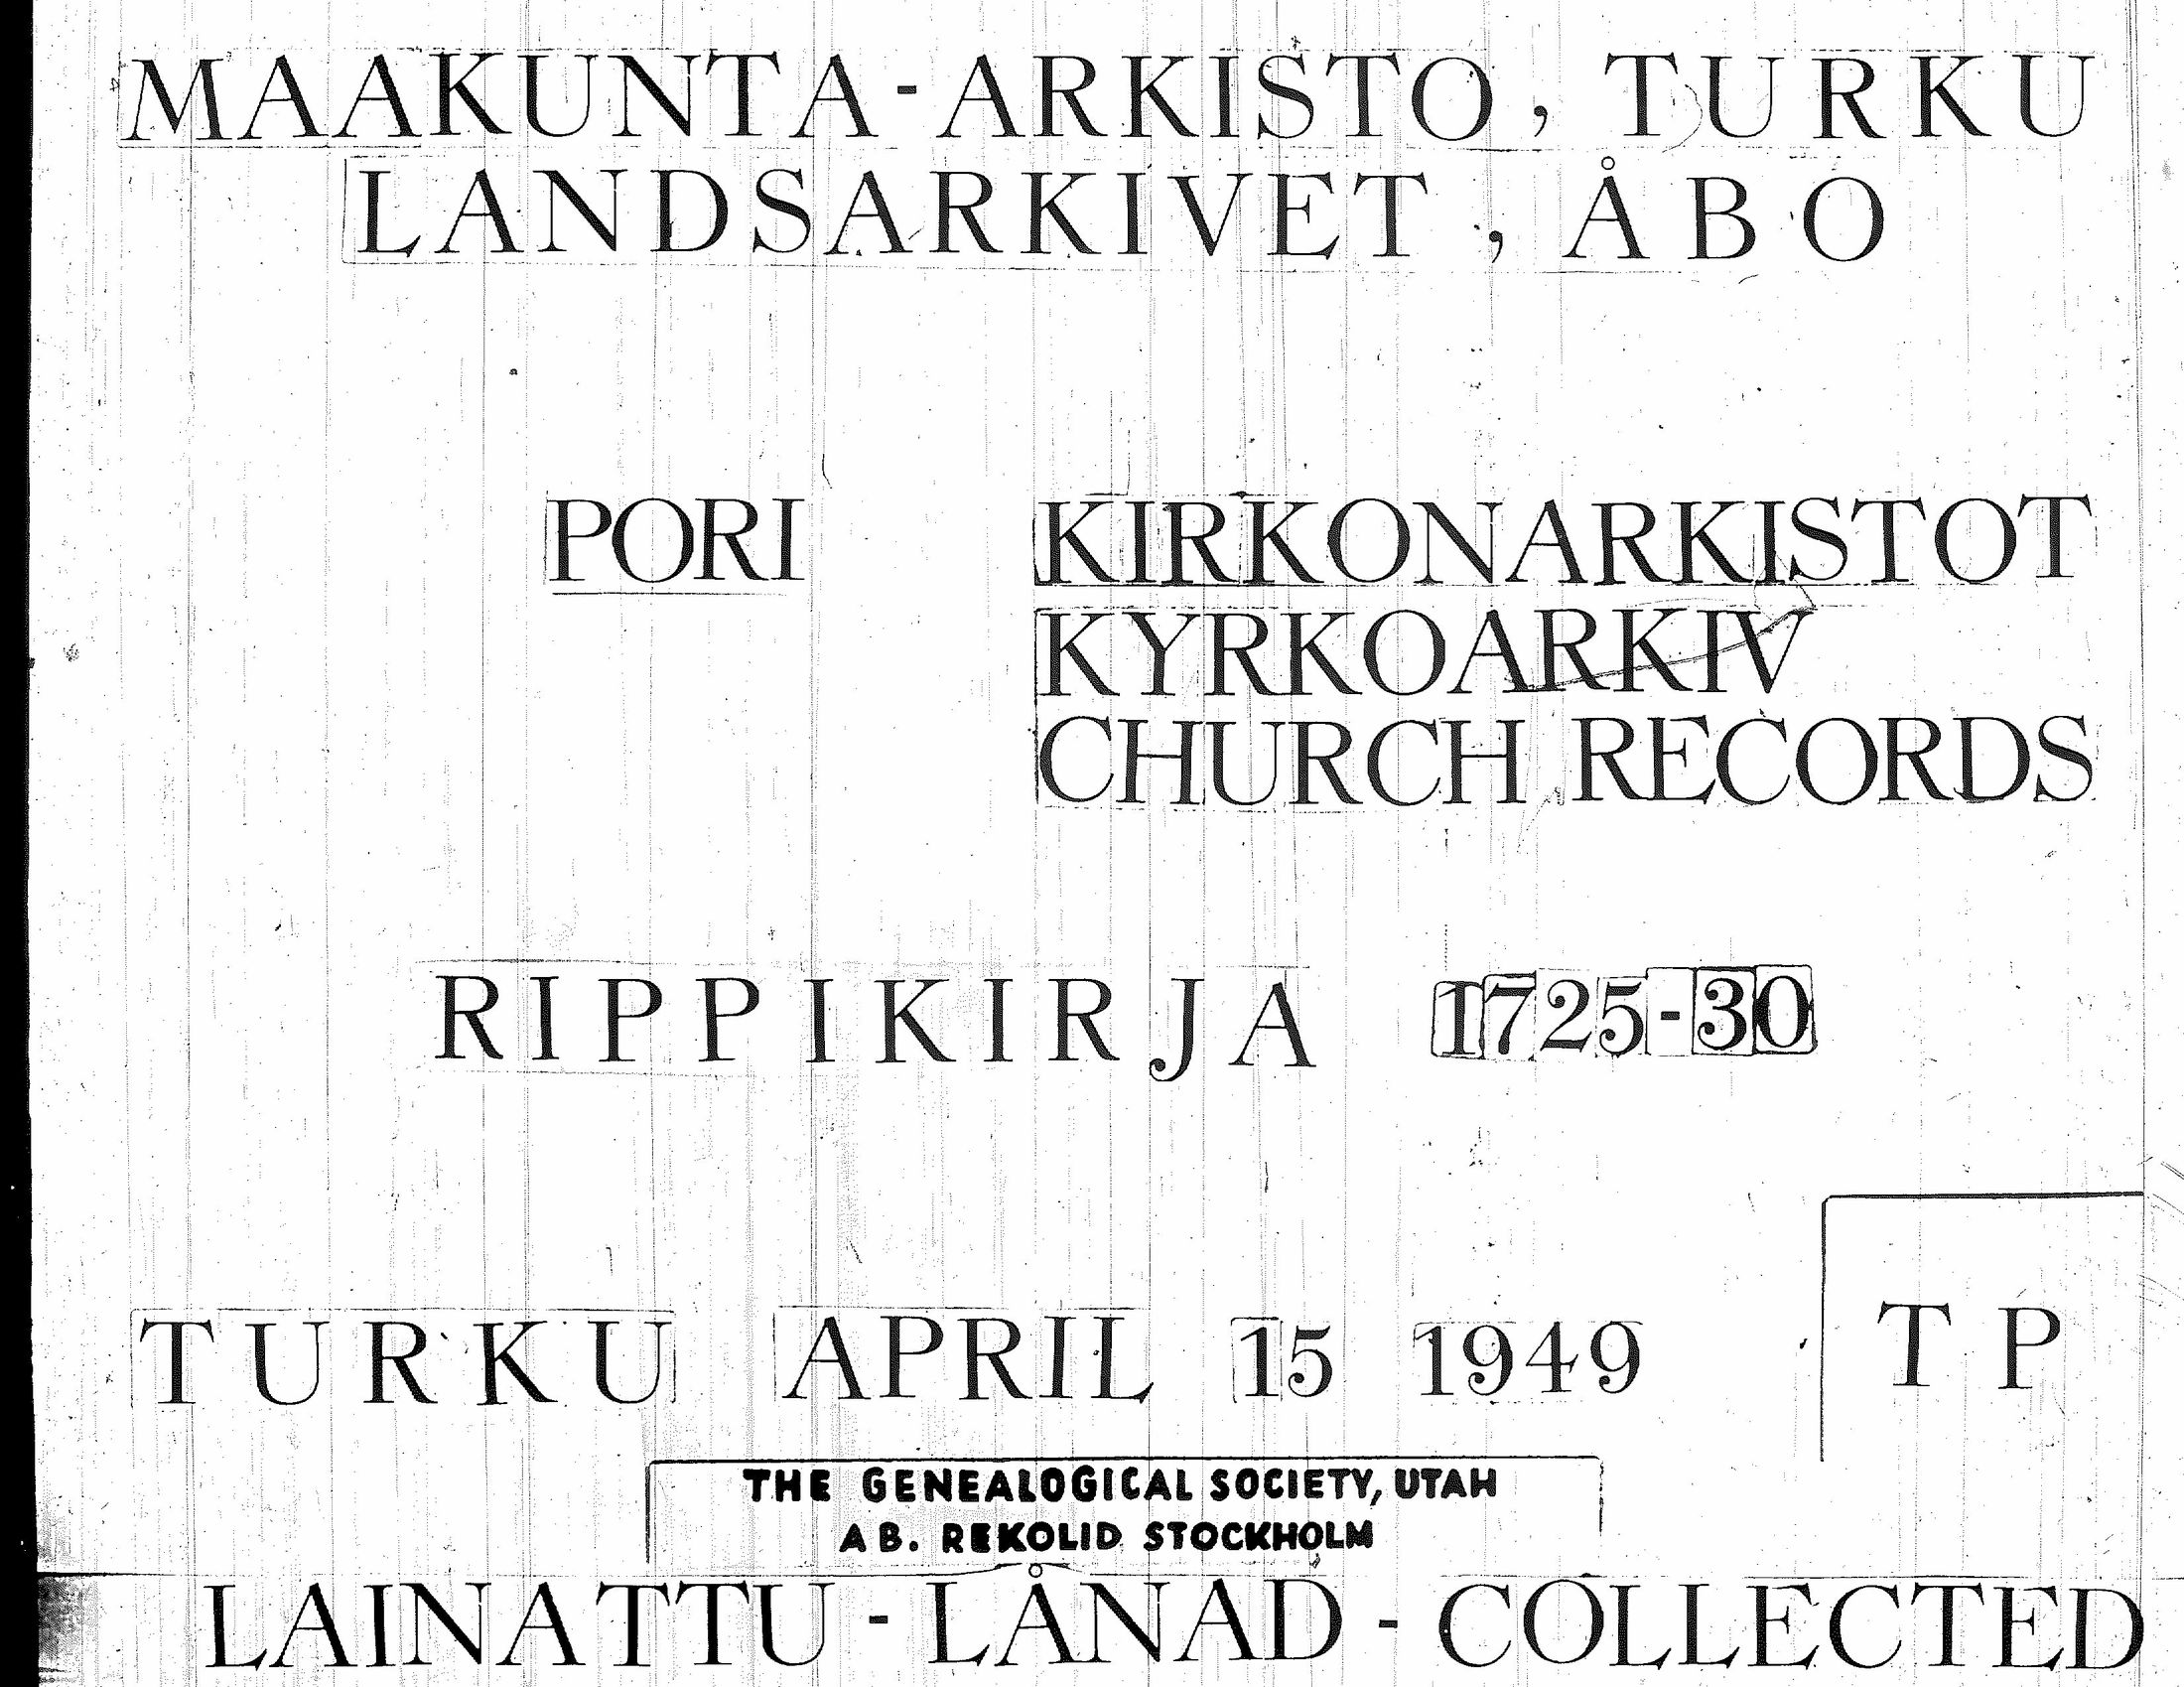 MAAKUNTA-ARKISTO, TURKU
LANDSARKIVET, ÅBO
PORI KIRKONARKISTOT
KYRKOARKIV
CHURCH RECORDS
RIPPIKIRJA 1725-30
TURKU APRIL 15 1949 TP
THE GENEALOGICAL SOCIETY, UTAH
AB. REKOLID STOCKHOLM
LAINATTU - LÅNAD - COLLECTED